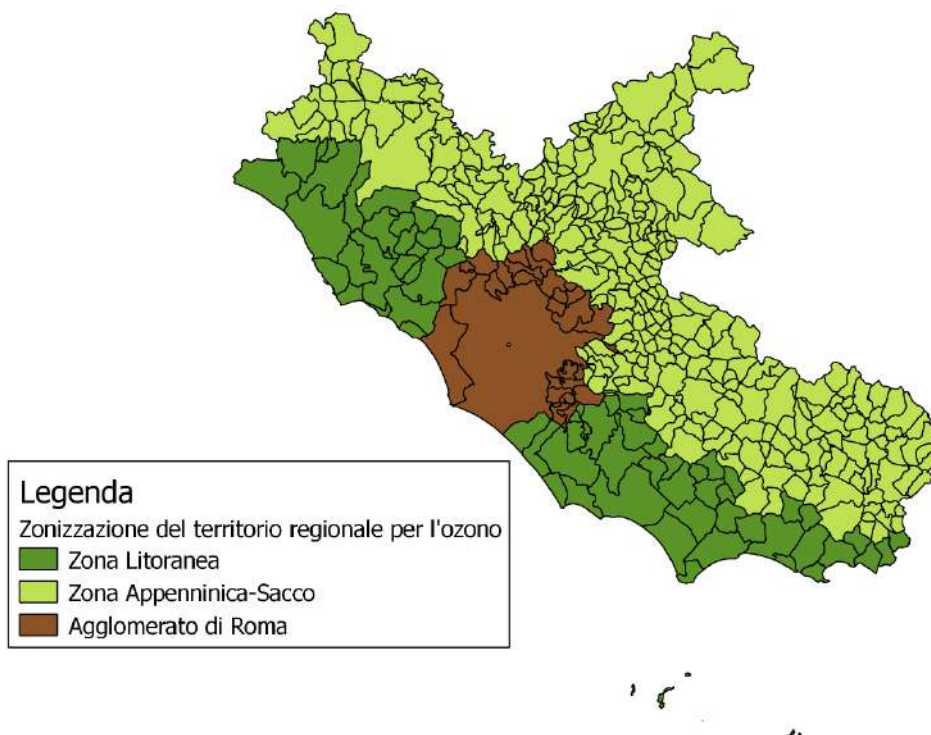 Legenda
Zonizzazione del territorio regionale per l'ozono
Zona Litoranea
Zona Appenninica-Sacco
Agglomerato di Roma